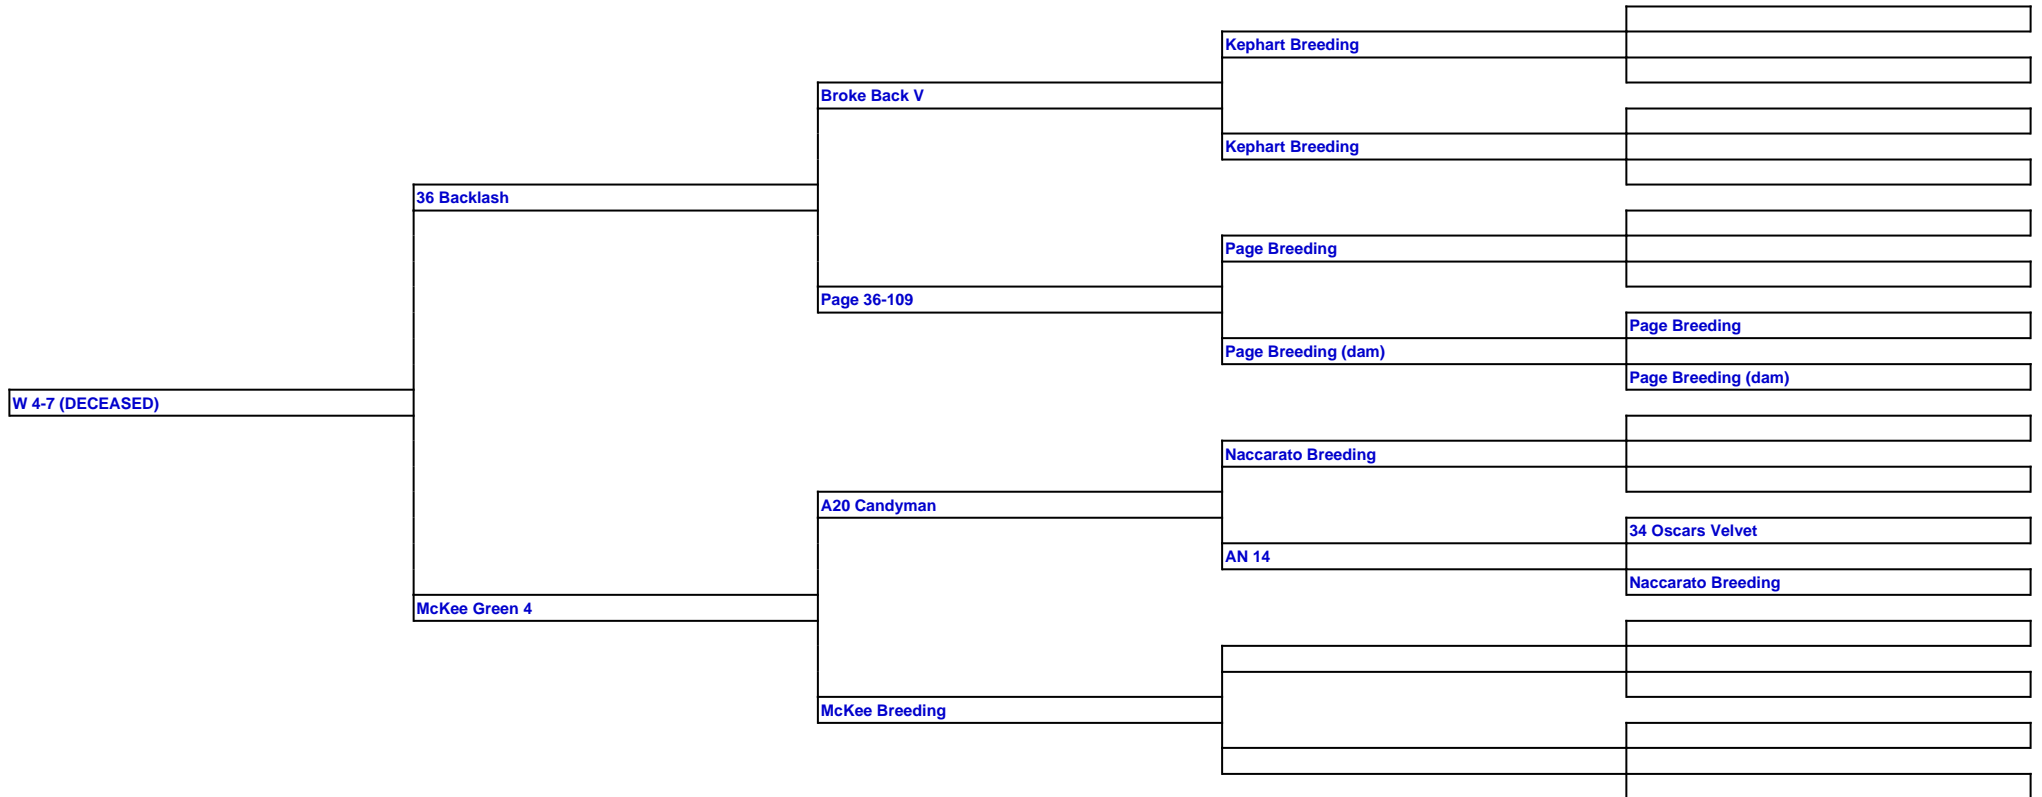 Kephart Breeding
Broke Back V
Kephart Breeding
36 Backlash
Page Breeding
Page 36-109
Page Breeding
Page Breeding (dam)
Page Breeding (dam)
W 4-7 (DECEASED)
Naccarato Breeding
A20 Candyman
34 Oscars Velvet
AN 14
Naccarato Breeding
McKee Green 4
McKee Breeding